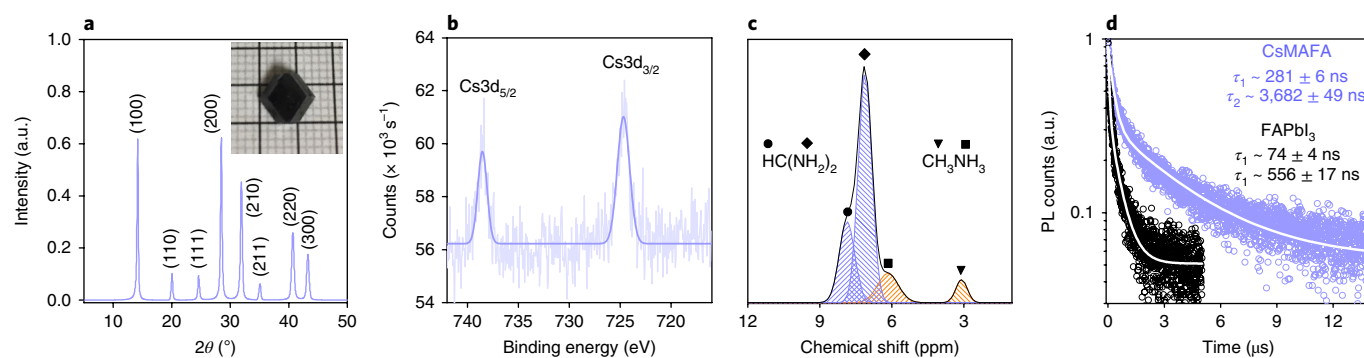 a
Intensity (a.u.)
1.0
0.8
0.6
0.4
0.2
0.0
(100)
(110)
(111)
(200)
(210)
(211)
(220)
(300)
10 20 30 40 50
2θ (°)
b
Counts (× 10³ s⁻¹)
64
62
60
58
56
54
Cs3d₅/₂
Cs3d₃/₂
740 735 730 725 720
Binding energy (eV)
c
HC(NH₂)₂
CH₃NH₃
12 9 6 3
Chemical shift (ppm)
d
PL counts (a.u.)
1
0.1
CsMAFA
τ₁ ~ 281 ± 6 ns
τ₂ ~ 3,682 ± 49 ns
FAPbI₃
τ₁ ~ 74 ± 4 ns
τ₁ ~ 556 ± 17 ns
0 3 6 9 12
Time (μs)